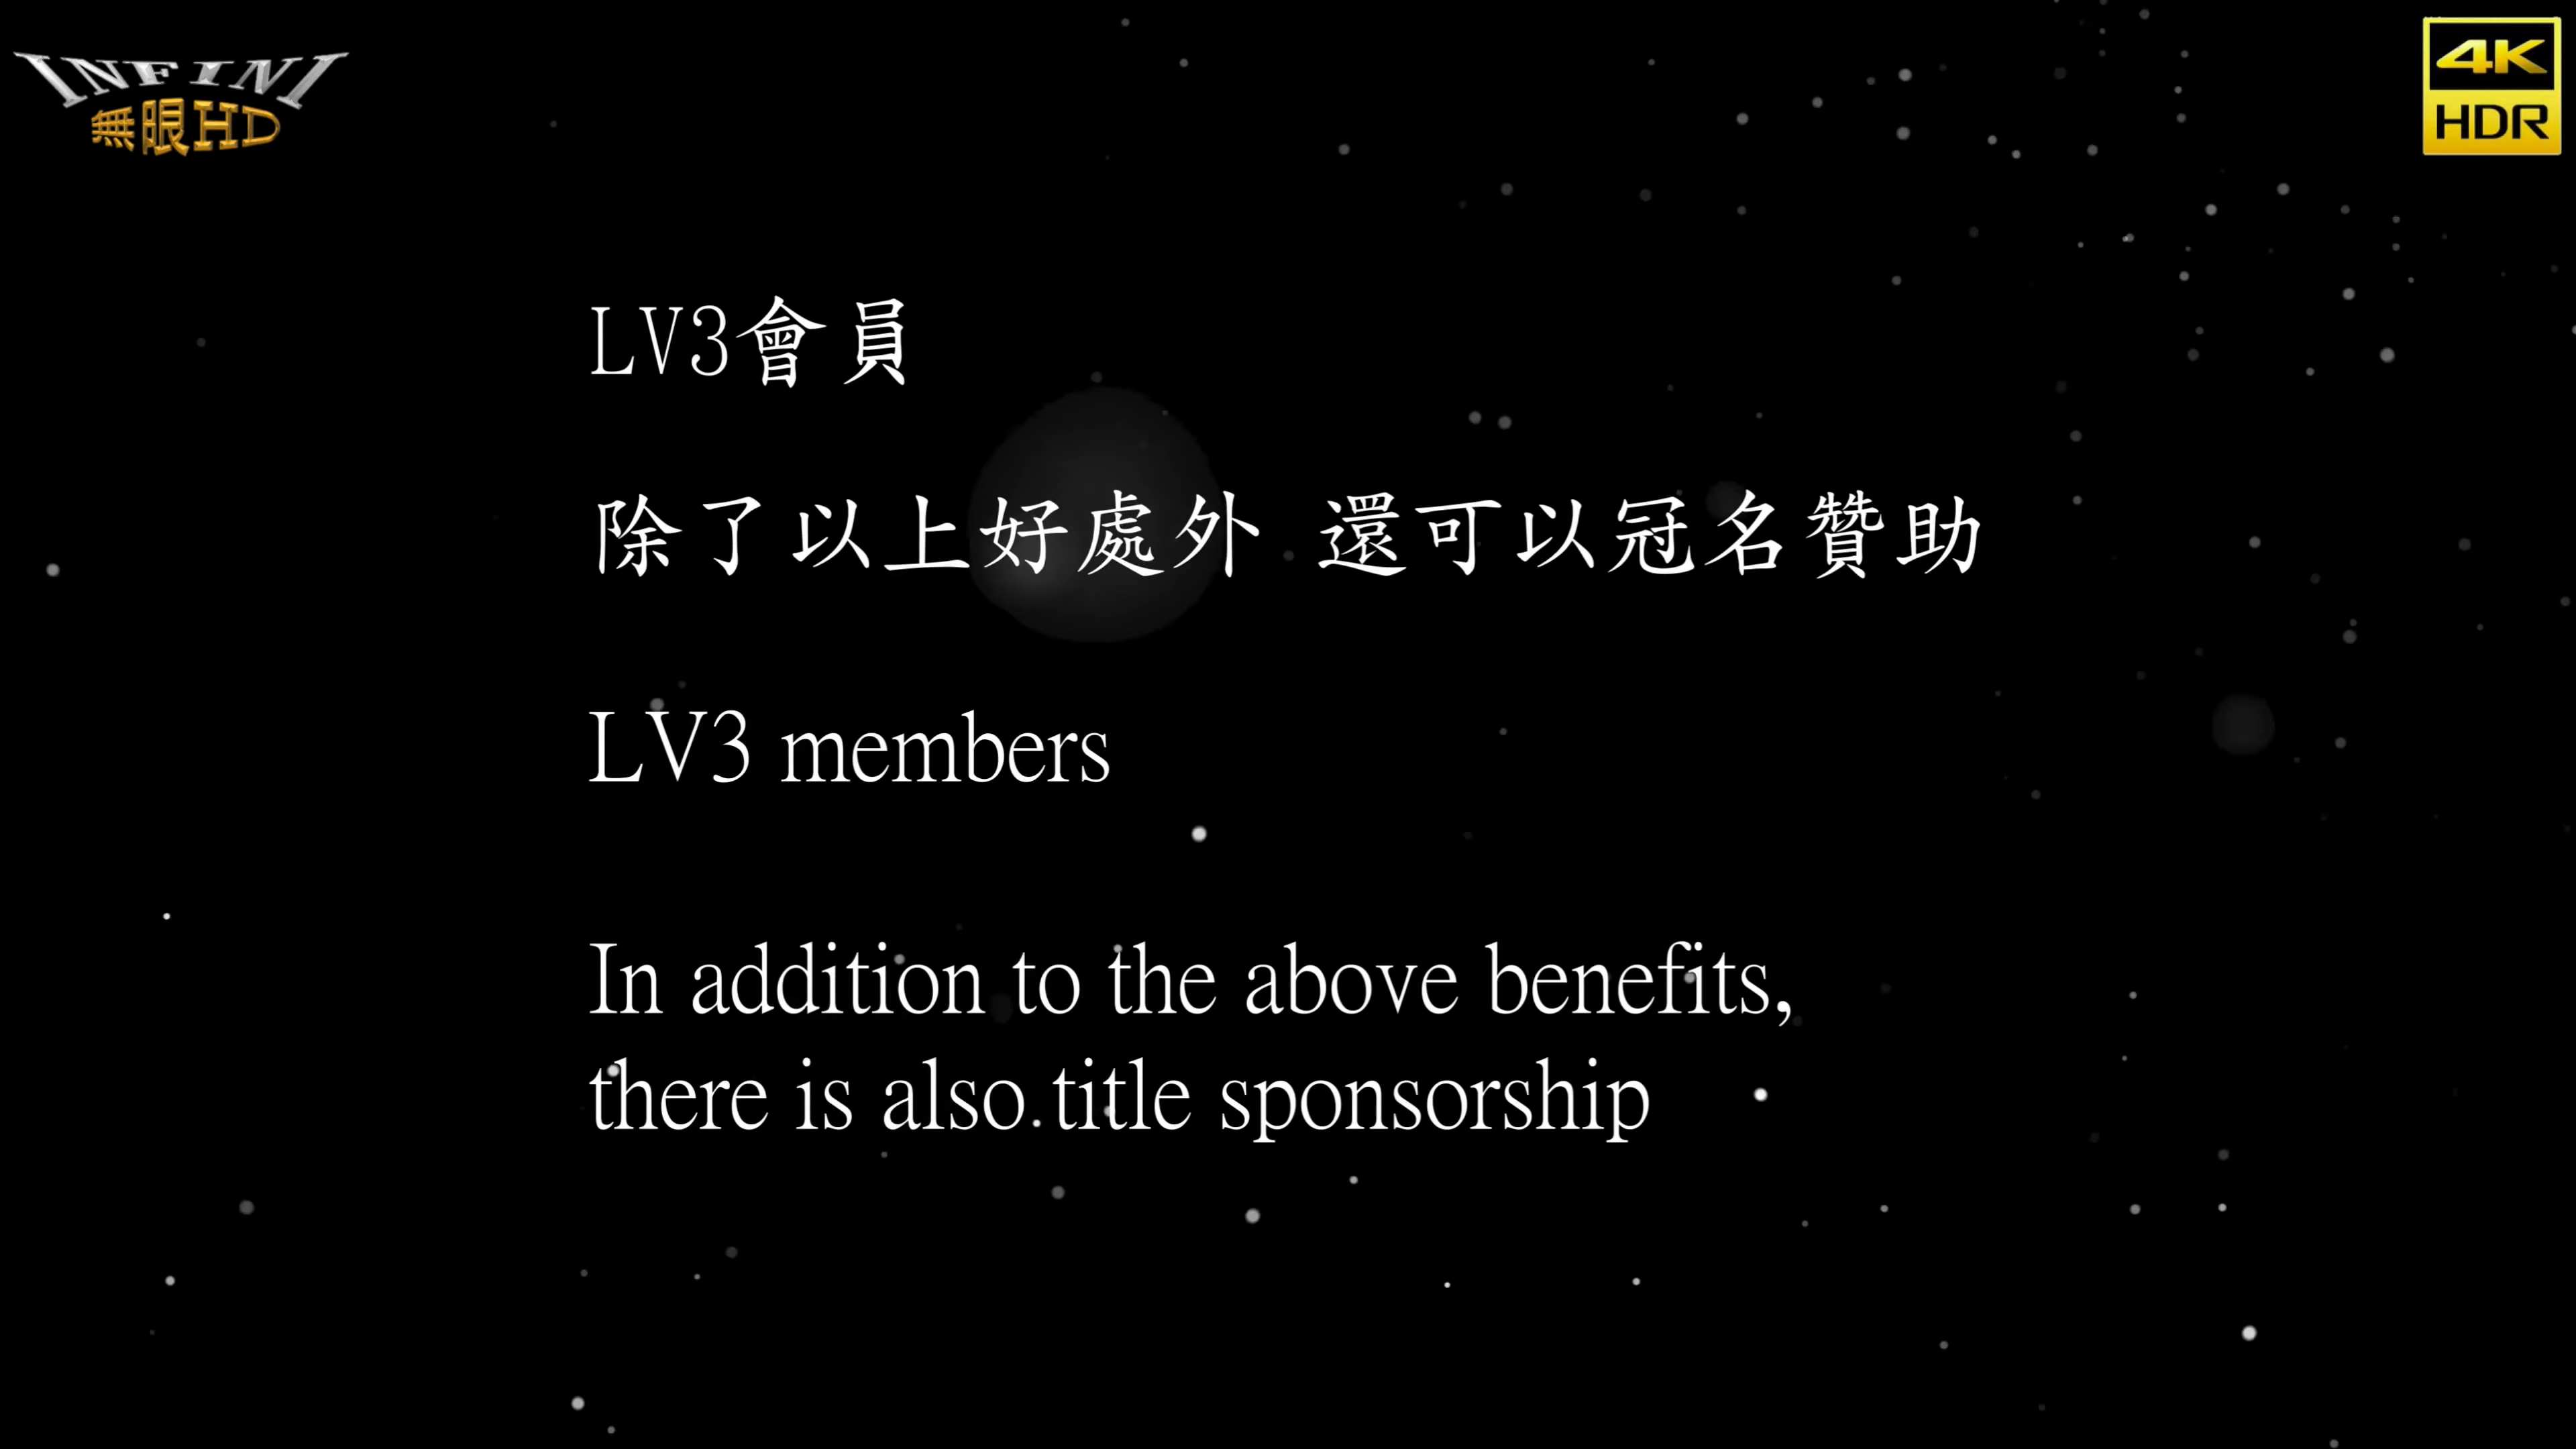 INFINI
無限HD
4K
HDR
LV3會員
除了以上好處外 還可以冠名贊助
LV3 members
In addition to the above benefits,
there is also title sponsorship